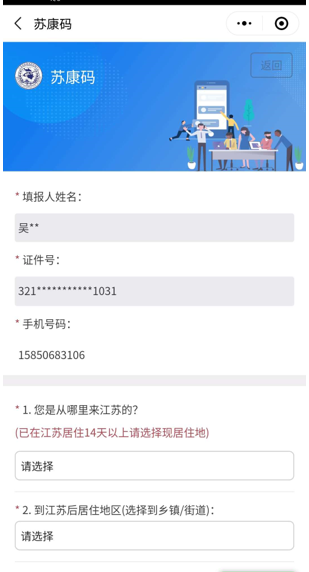 苏康码
苏康码
返回
* 填报人姓名：
吴**
* 证件号：
321***********1031
* 手机号码：
15850683106
* 1. 您是从哪里来江苏的？
(已在江苏居住14天以上请选择现居住地)
请选择
* 2. 到江苏后居住地区(选择到乡镇/街道)：
请选择